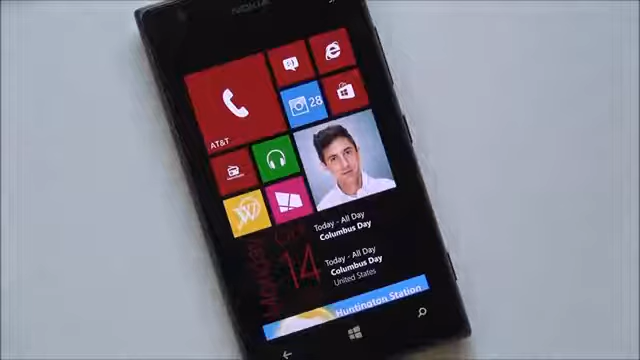 NOKIA
28
AT&T
Today - All Day
Columbus Day
Today - All Day
Columbus Day
United States
Monday
Oct
14
Huntington Station